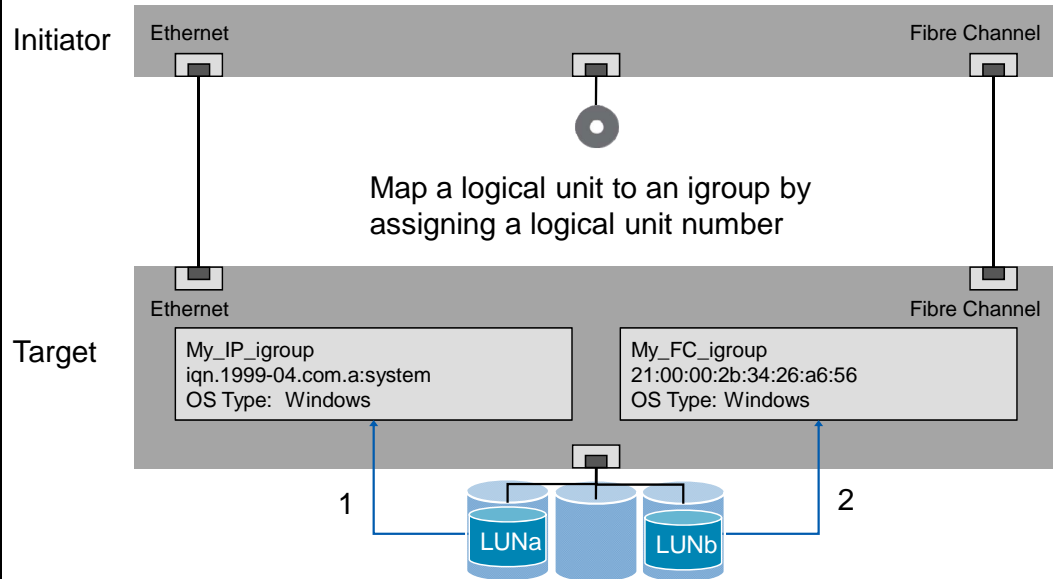 Initiator
Ethernet
Fibre Channel
Map a logical unit to an igroup by
assigning a logical unit number
Ethernet
Fibre Channel
Target
My_IP_igroup
iqn.1999-04.com.a:system
OS Type: Windows
My_FC_igroup
21:00:00:2b:34:26:a6:56
OS Type: Windows
1
2
LUNa
LUNb